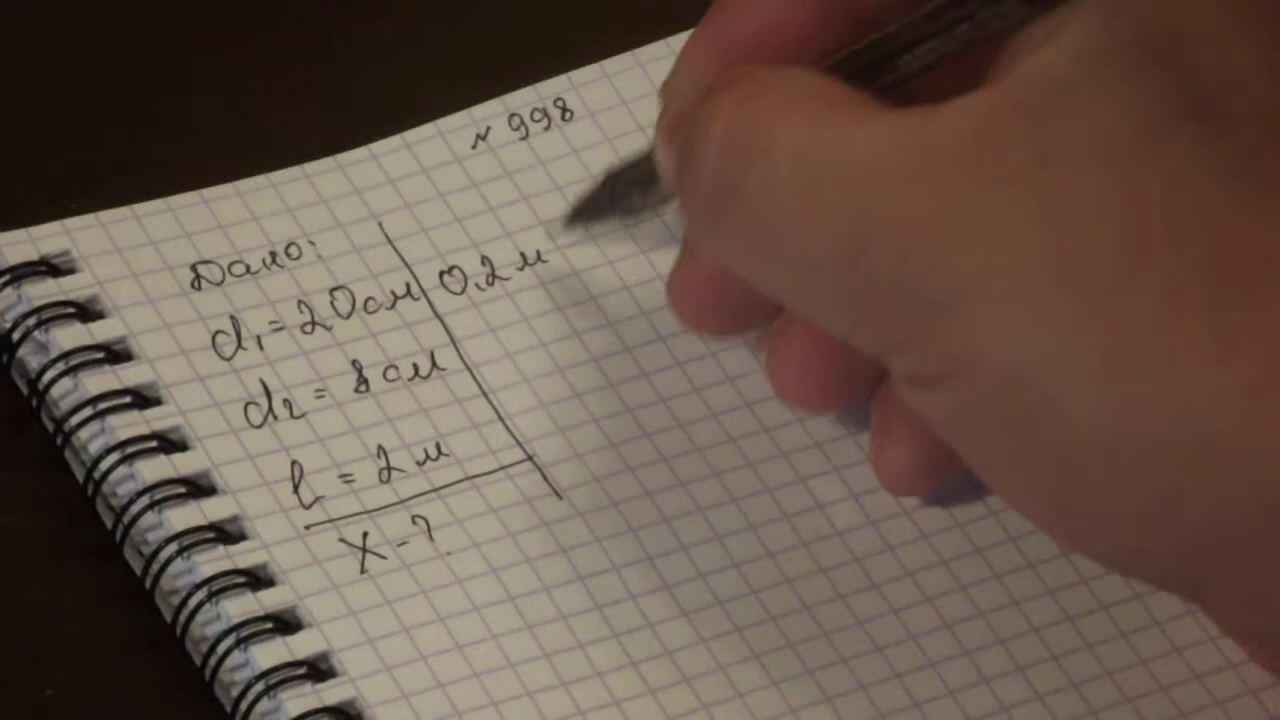 № 998
Дано:
d₁ = 20 см 0.2 м
d₂ = 8 см
l = 2 м
X - ?